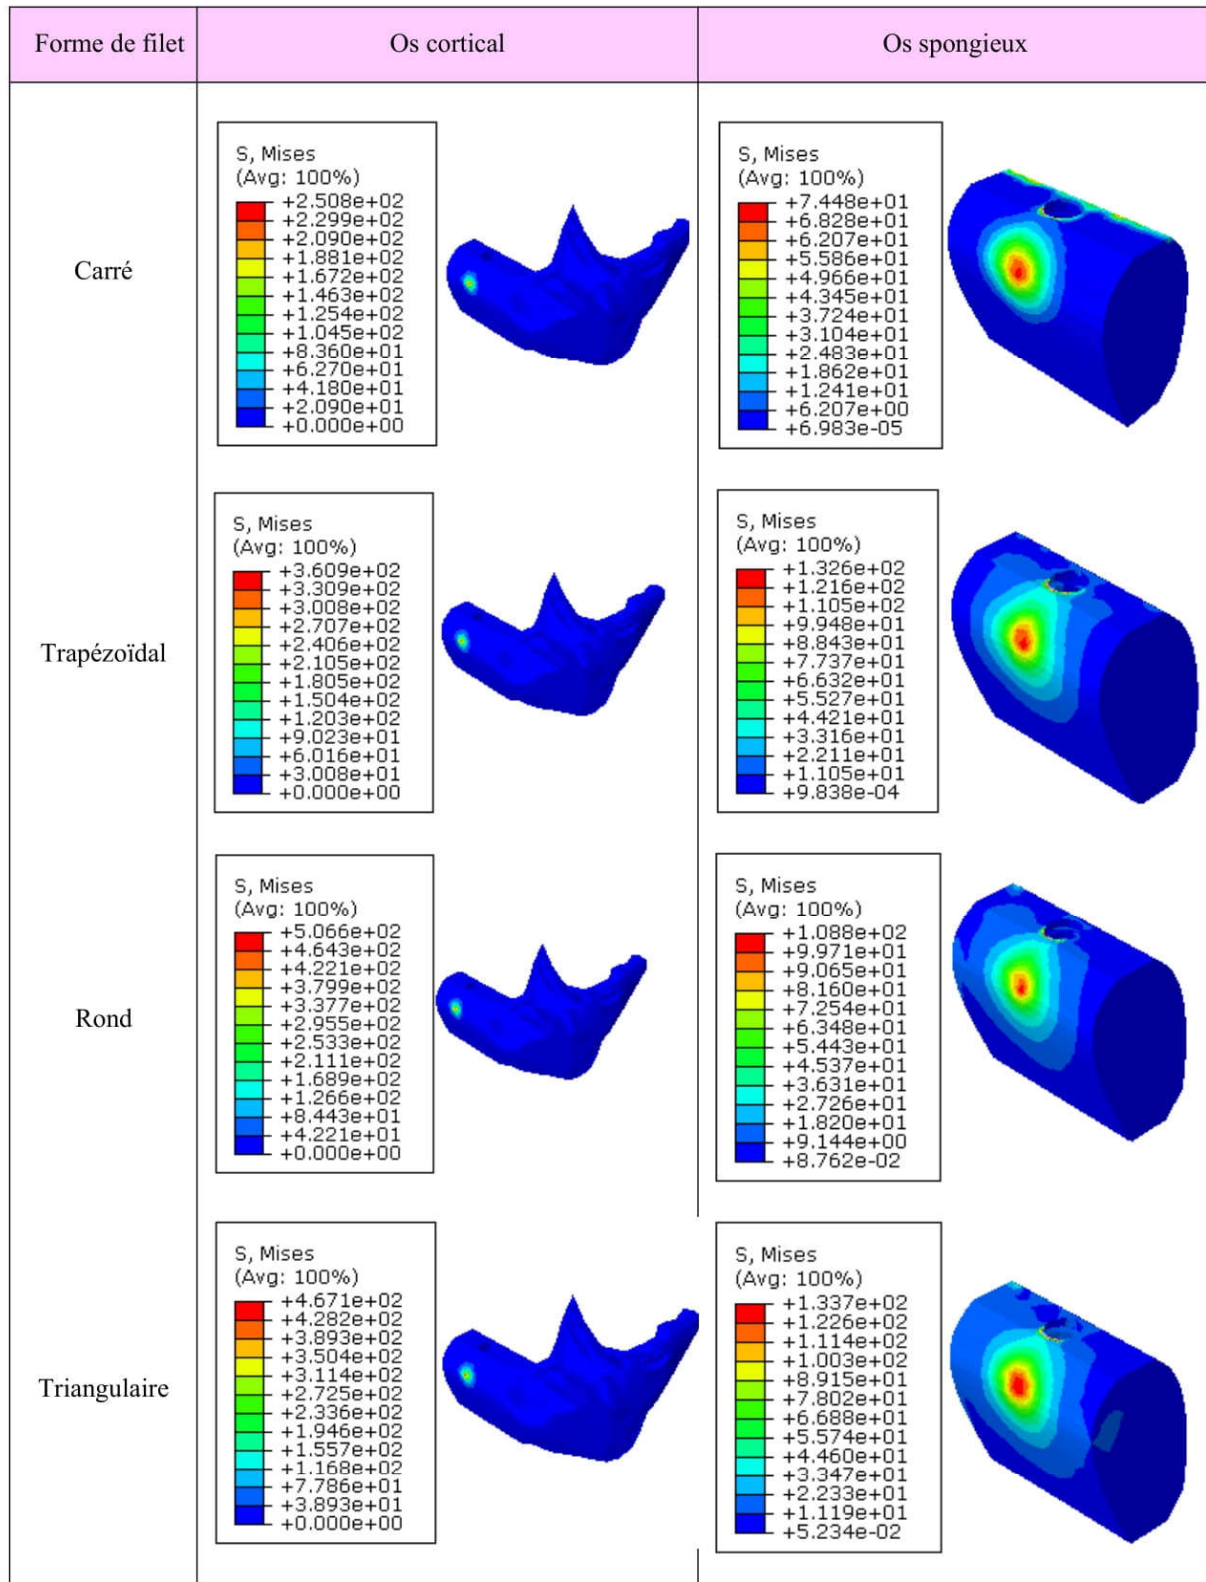 Forme de filet
Os cortical
Os spongieux
Carré
S, Mises
(Avg: 100%)
+2.508e+02
+2.299e+02
+2.090e+02
+1.881e+02
+1.672e+02
+1.463e+02
+1.254e+02
+1.045e+02
+8.360e+01
+6.270e+01
+4.180e+01
+2.090e+01
+0.000e+00
S, Mises
(Avg: 100%)
+7.448e+01
+6.828e+01
+6.207e+01
+5.586e+01
+4.966e+01
+4.345e+01
+3.724e+01
+3.104e+01
+2.483e+01
+1.862e+01
+1.241e+01
+6.207e+00
+6.983e-05
Trapézoïdal
S, Mises
(Avg: 100%)
+3.609e+02
+3.309e+02
+3.008e+02
+2.707e+02
+2.406e+02
+2.105e+02
+1.805e+02
+1.504e+02
+1.203e+02
+9.023e+01
+6.016e+01
+3.008e+01
+0.000e+00
S, Mises
(Avg: 100%)
+1.326e+02
+1.216e+02
+1.105e+02
+9.948e+01
+8.843e+01
+7.737e+01
+6.632e+01
+5.527e+01
+4.421e+01
+3.316e+01
+2.211e+01
+1.105e+01
+9.838e-04
Rond
S, Mises
(Avg: 100%)
+5.066e+02
+4.643e+02
+4.221e+02
+3.799e+02
+3.377e+02
+2.955e+02
+2.533e+02
+2.111e+02
+1.689e+02
+1.266e+02
+8.443e+01
+4.221e+01
+0.000e+00
S, Mises
(Avg: 100%)
+1.088e+02
+9.971e+01
+9.065e+01
+8.160e+01
+7.254e+01
+6.348e+01
+5.443e+01
+4.537e+01
+3.631e+01
+2.726e+01
+1.820e+01
+9.144e+00
+8.762e-02
Triangulaire
S, Mises
(Avg: 100%)
+4.671e+02
+4.282e+02
+3.893e+02
+3.504e+02
+3.114e+02
+2.725e+02
+2.336e+02
+1.946e+02
+1.557e+02
+1.168e+02
+7.786e+01
+3.893e+01
+0.000e+00
S, Mises
(Avg: 100%)
+1.337e+02
+1.226e+02
+1.114e+02
+1.003e+02
+8.915e+01
+7.802e+01
+6.688e+01
+5.574e+01
+4.460e+01
+3.347e+01
+2.233e+01
+1.119e+01
+5.234e-02